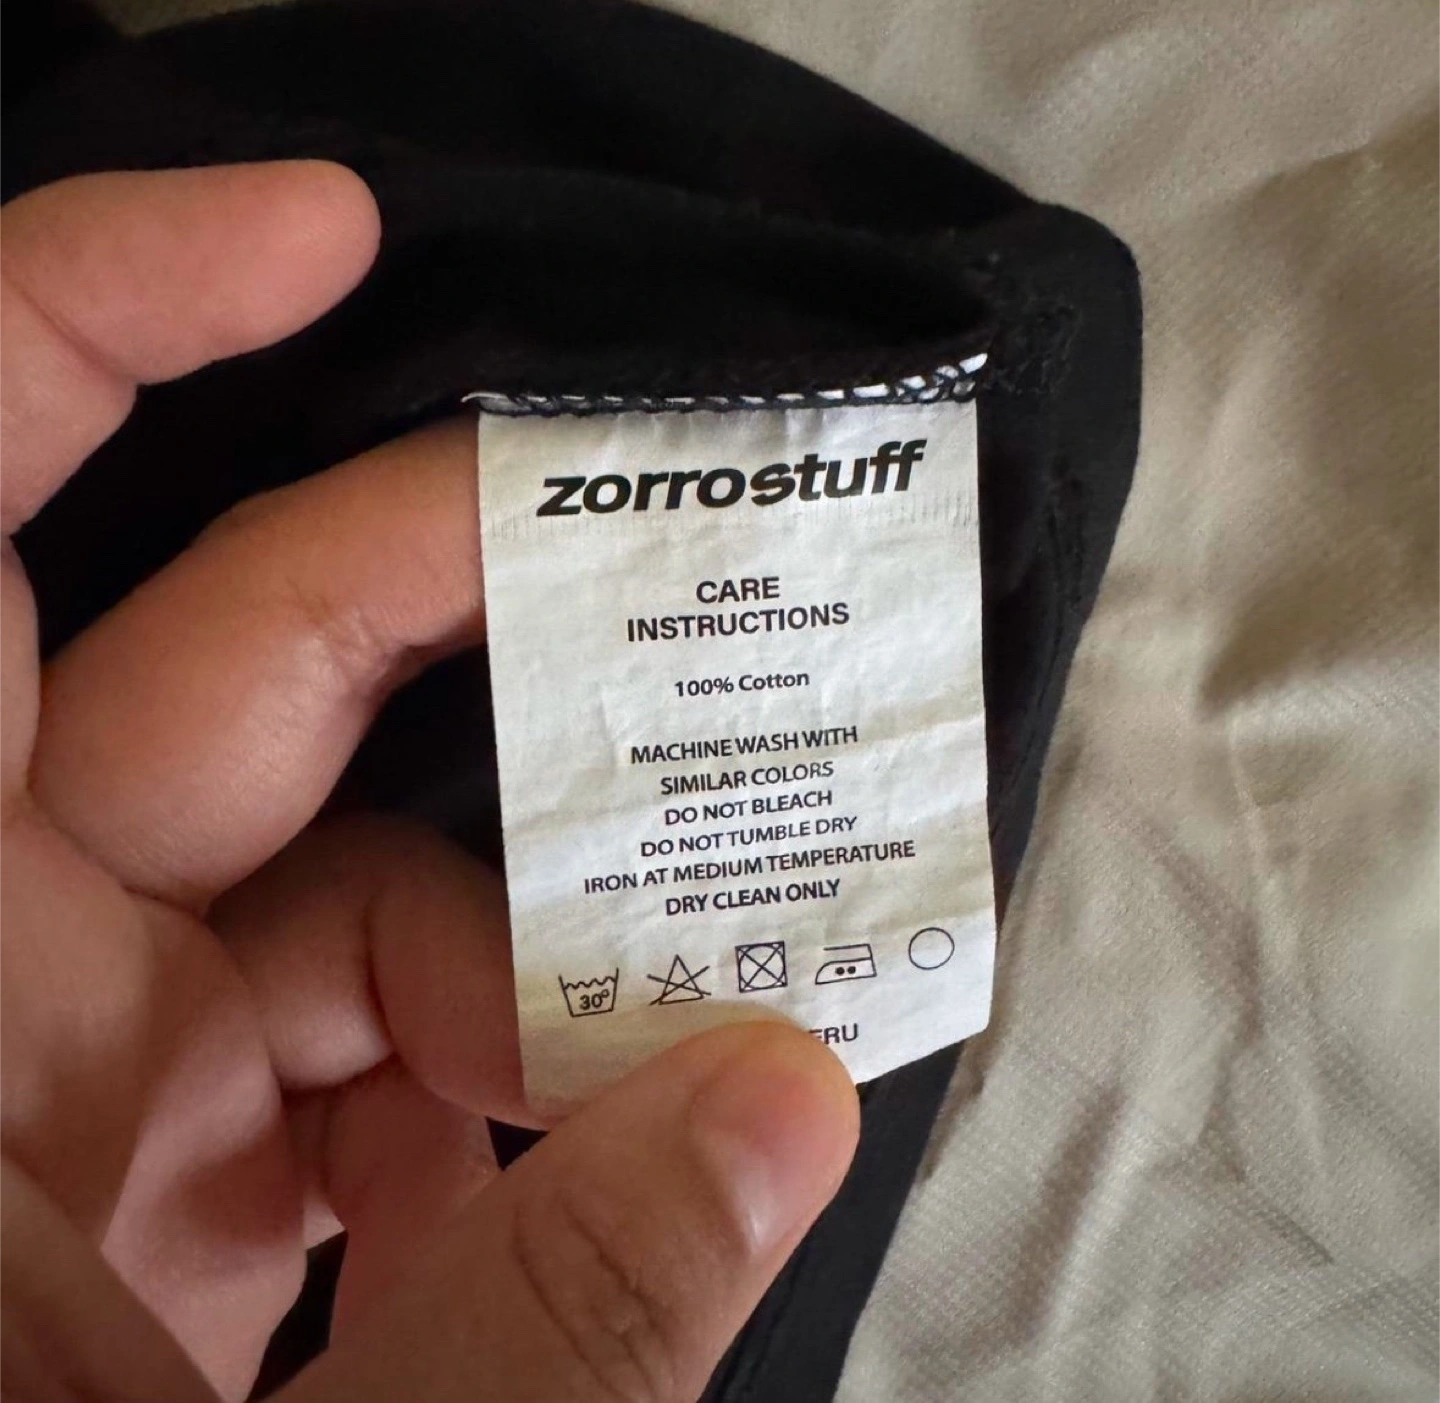 zorrostuff
CARE
INSTRUCTIONS
100% Cotton
MACHINE WASH WITH
SIMILAR COLORS
DO NOT BLEACH
DO NOT TUMBLE DRY
IRON AT MEDIUM TEMPERATURE
DRY CLEAN ONLY
30°